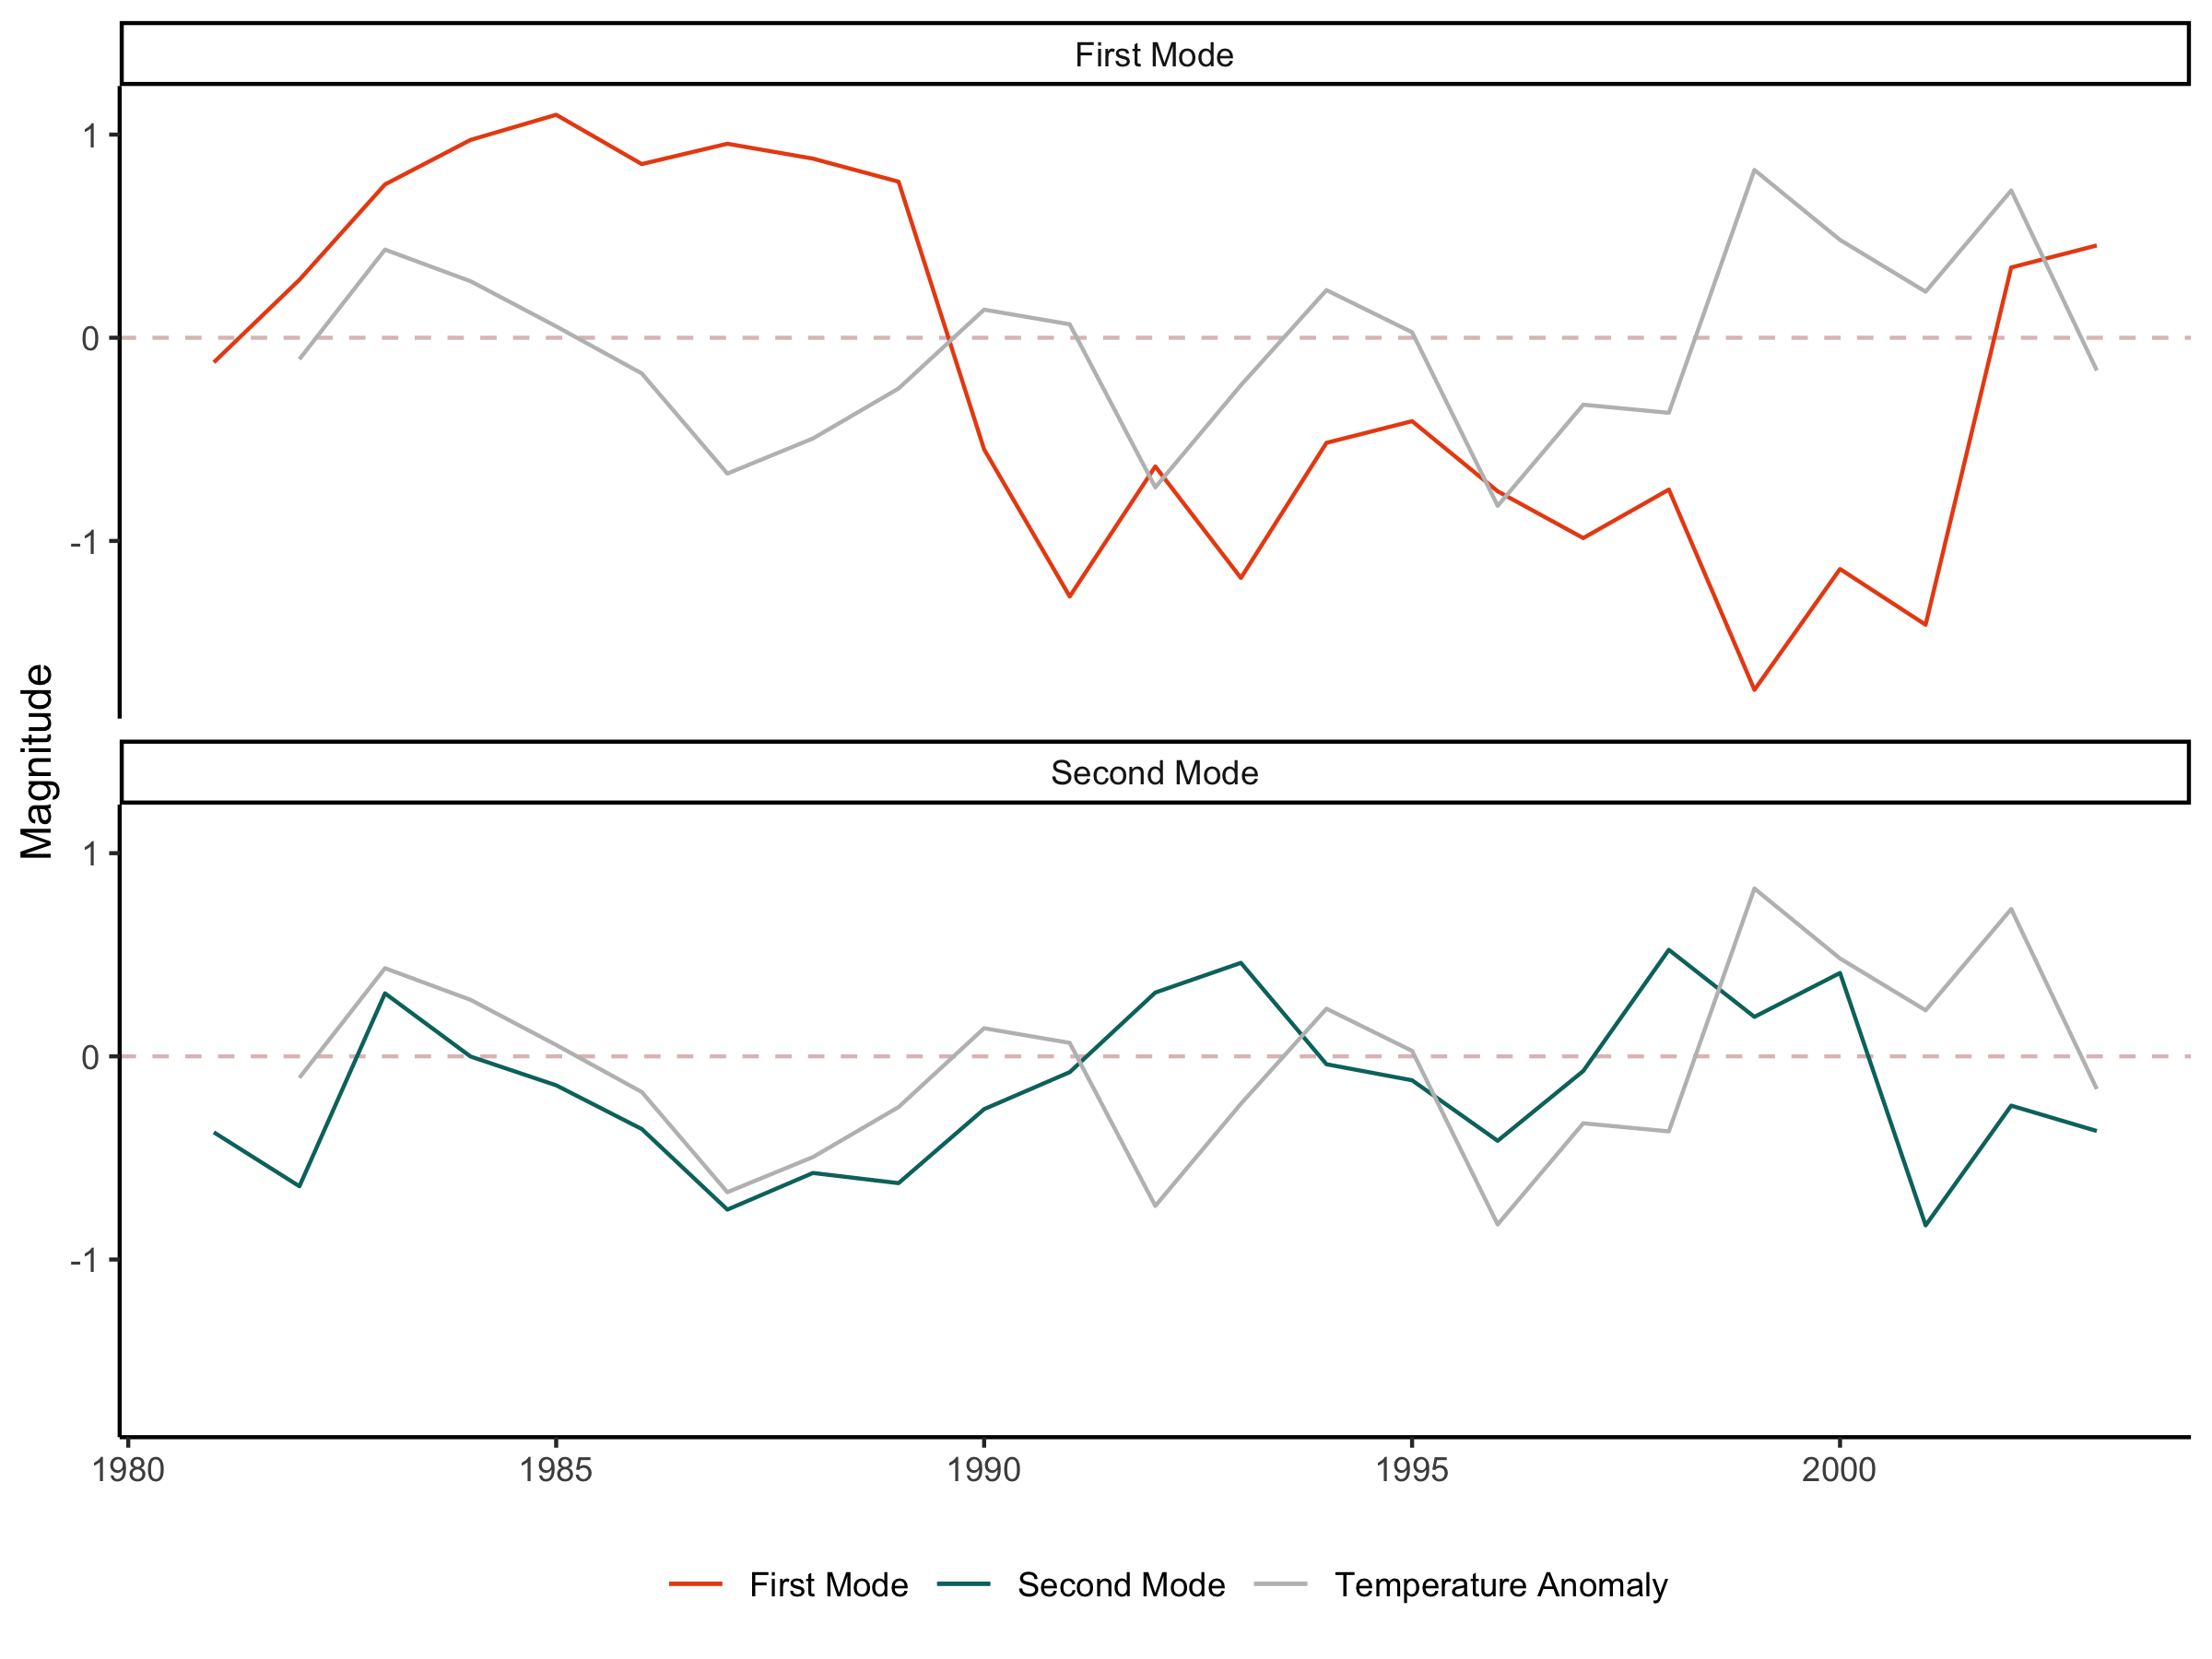 First Mode
1
0
-1
Magnitude
Second Mode
1
0
-1
1980 1985 1990 1995 2000
First Mode Second Mode Temperature Anomaly